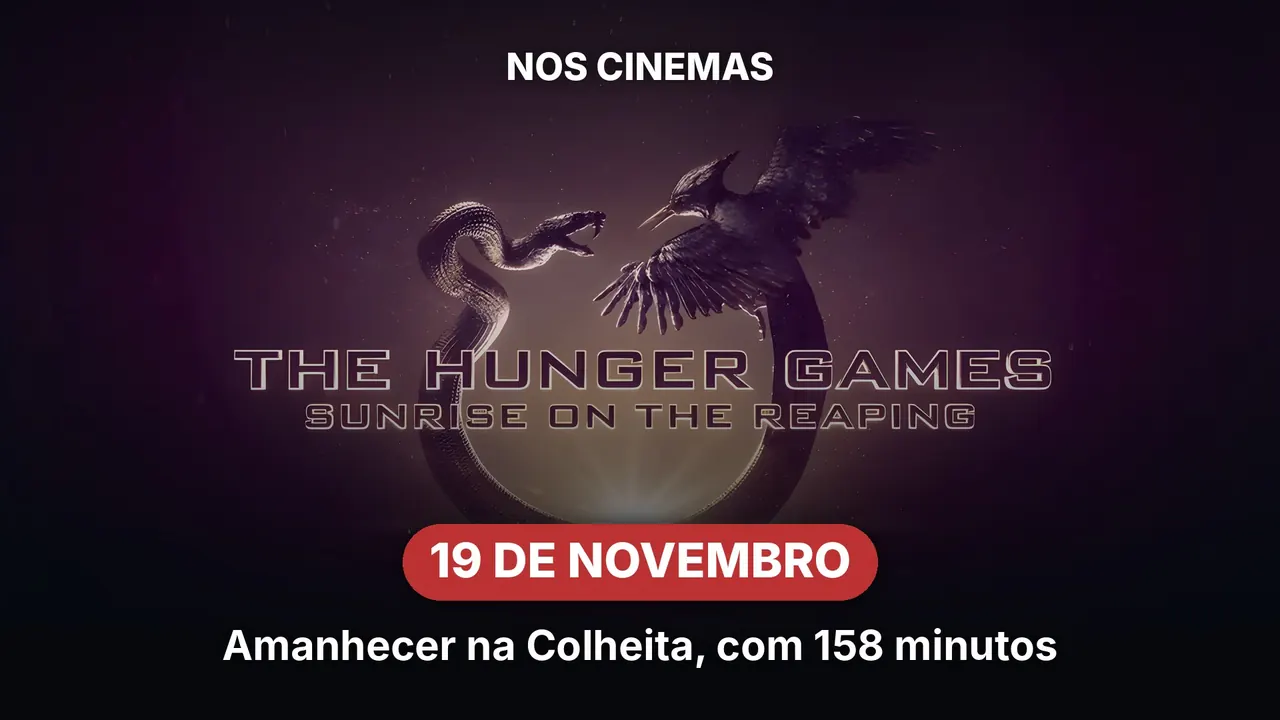 NOS CINEMAS
THE HUNGER GAMES
SUNRISE ON THE REAPING
19 DE NOVEMBRO
Amanhecer na Colheita, com 158 minutos